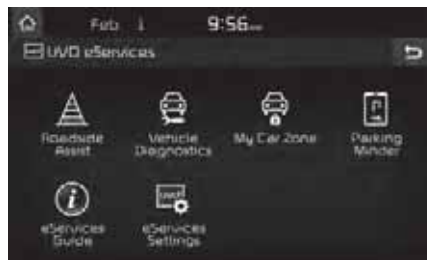 Feb 1 9:56
UVO eServices
Roadside Assist
Vehicle Diagnostics
My Car Zone
Parking Minder
eServices Guide
eServices Settings